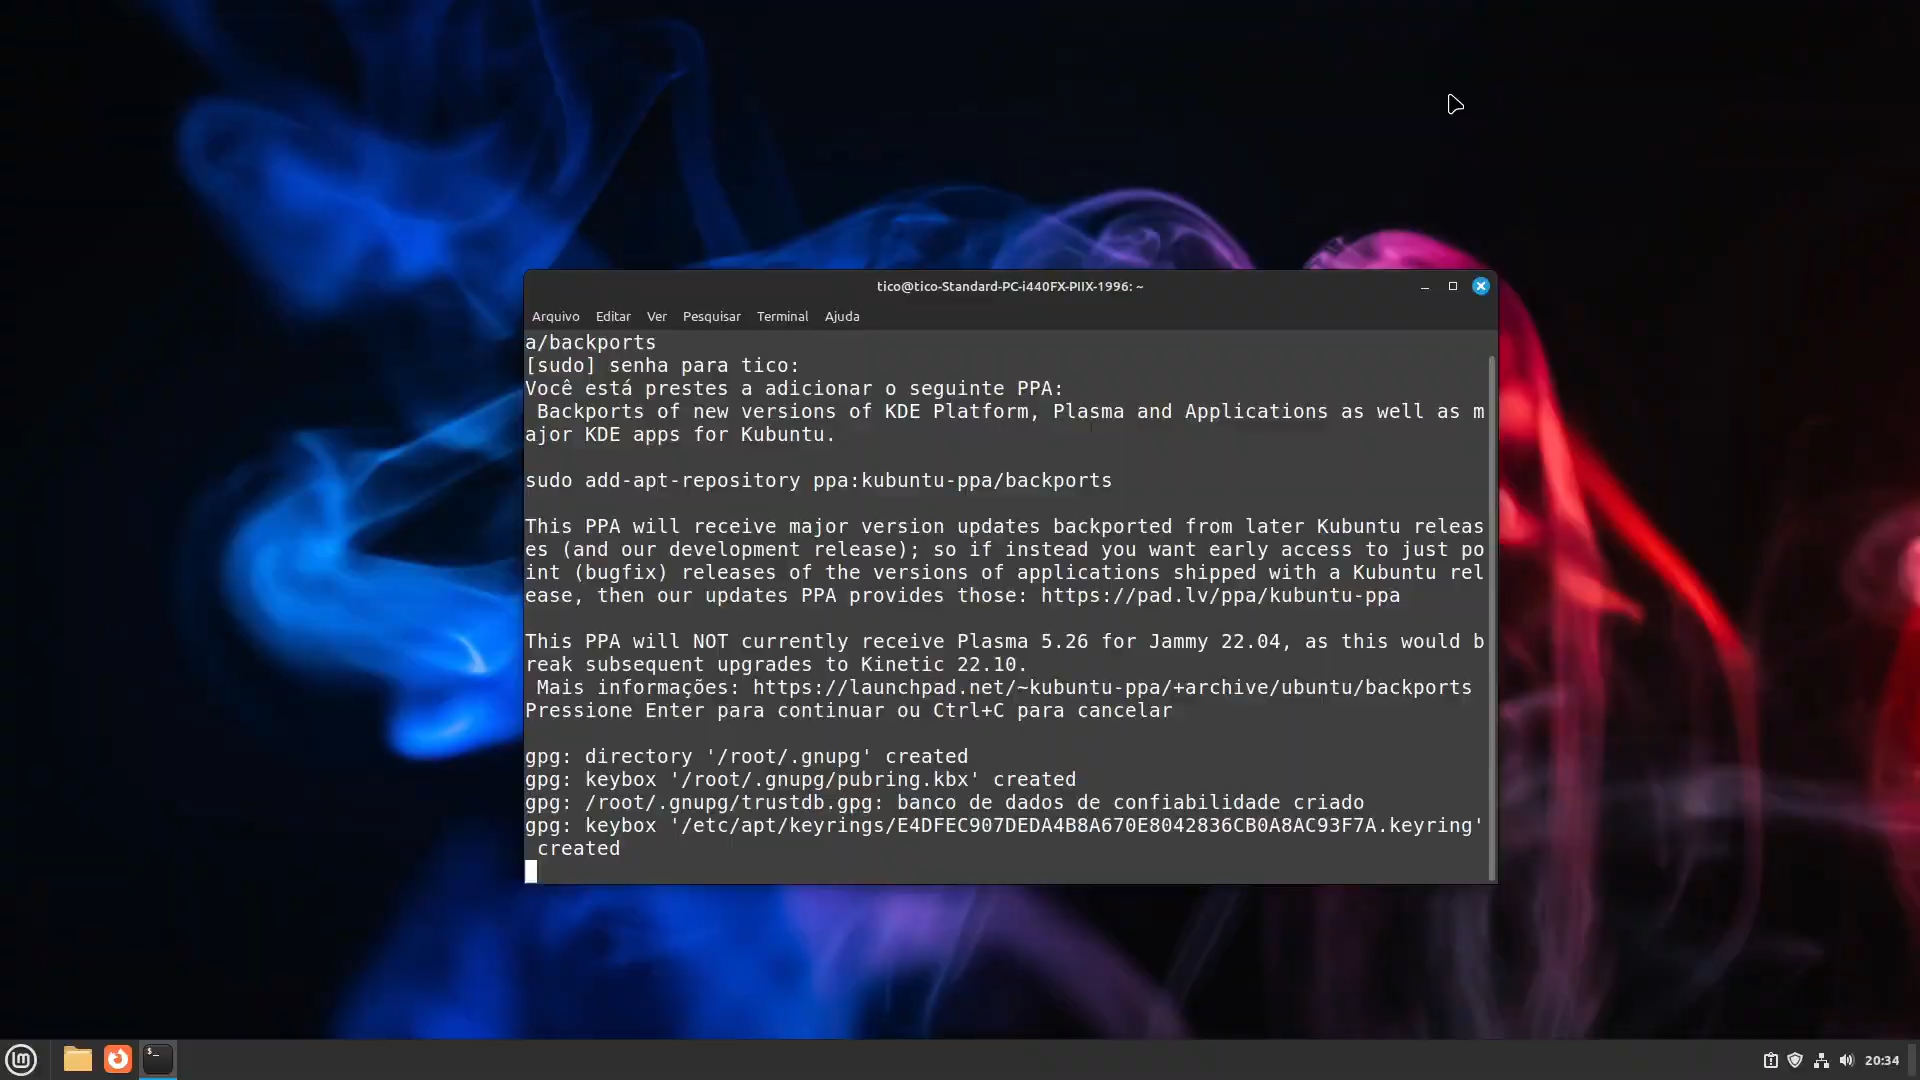 tico@tico-Standard-PC-i440FX-PIIX-1996: ~
Arquivo Editar Ver Pesquisar Terminal Ajuda
a/backports
[sudo] senha para tico:
Você está prestes a adicionar o seguinte PPA:
Backports of new versions of KDE Platform, Plasma and Applications as well as m
ajor KDE apps for Kubuntu.
sudo add-apt-repository ppa:kubuntu-ppa/backports
This PPA will receive major version updates backported from later Kubuntu releas
es (and our development release); so if instead you want early access to just po
int (bugfix) releases of the versions of applications shipped with a Kubuntu rel
ease, then our updates PPA provides those: https://pad.lv/ppa/kubuntu-ppa
This PPA will NOT currently receive Plasma 5.26 for Jammy 22.04, as this would b
reak subsequent upgrades to Kinetic 22.10.
Mais informações: https://launchpad.net/~kubuntu-ppa/+archive/ubuntu/backports
Pressione Enter para continuar ou Ctrl+C para cancelar
gpg: directory '/root/.gnupg' created
gpg: keybox '/root/.gnupg/pubring.kbx' created
gpg: /root/.gnupg/trustdb.gpg: banco de dados de confiabilidade criado
gpg: keybox '/etc/apt/keyrings/E4DFEC907DEDA4B8A670E8042836CB0A8AC93F7A.keyring'
created
$_
20:34